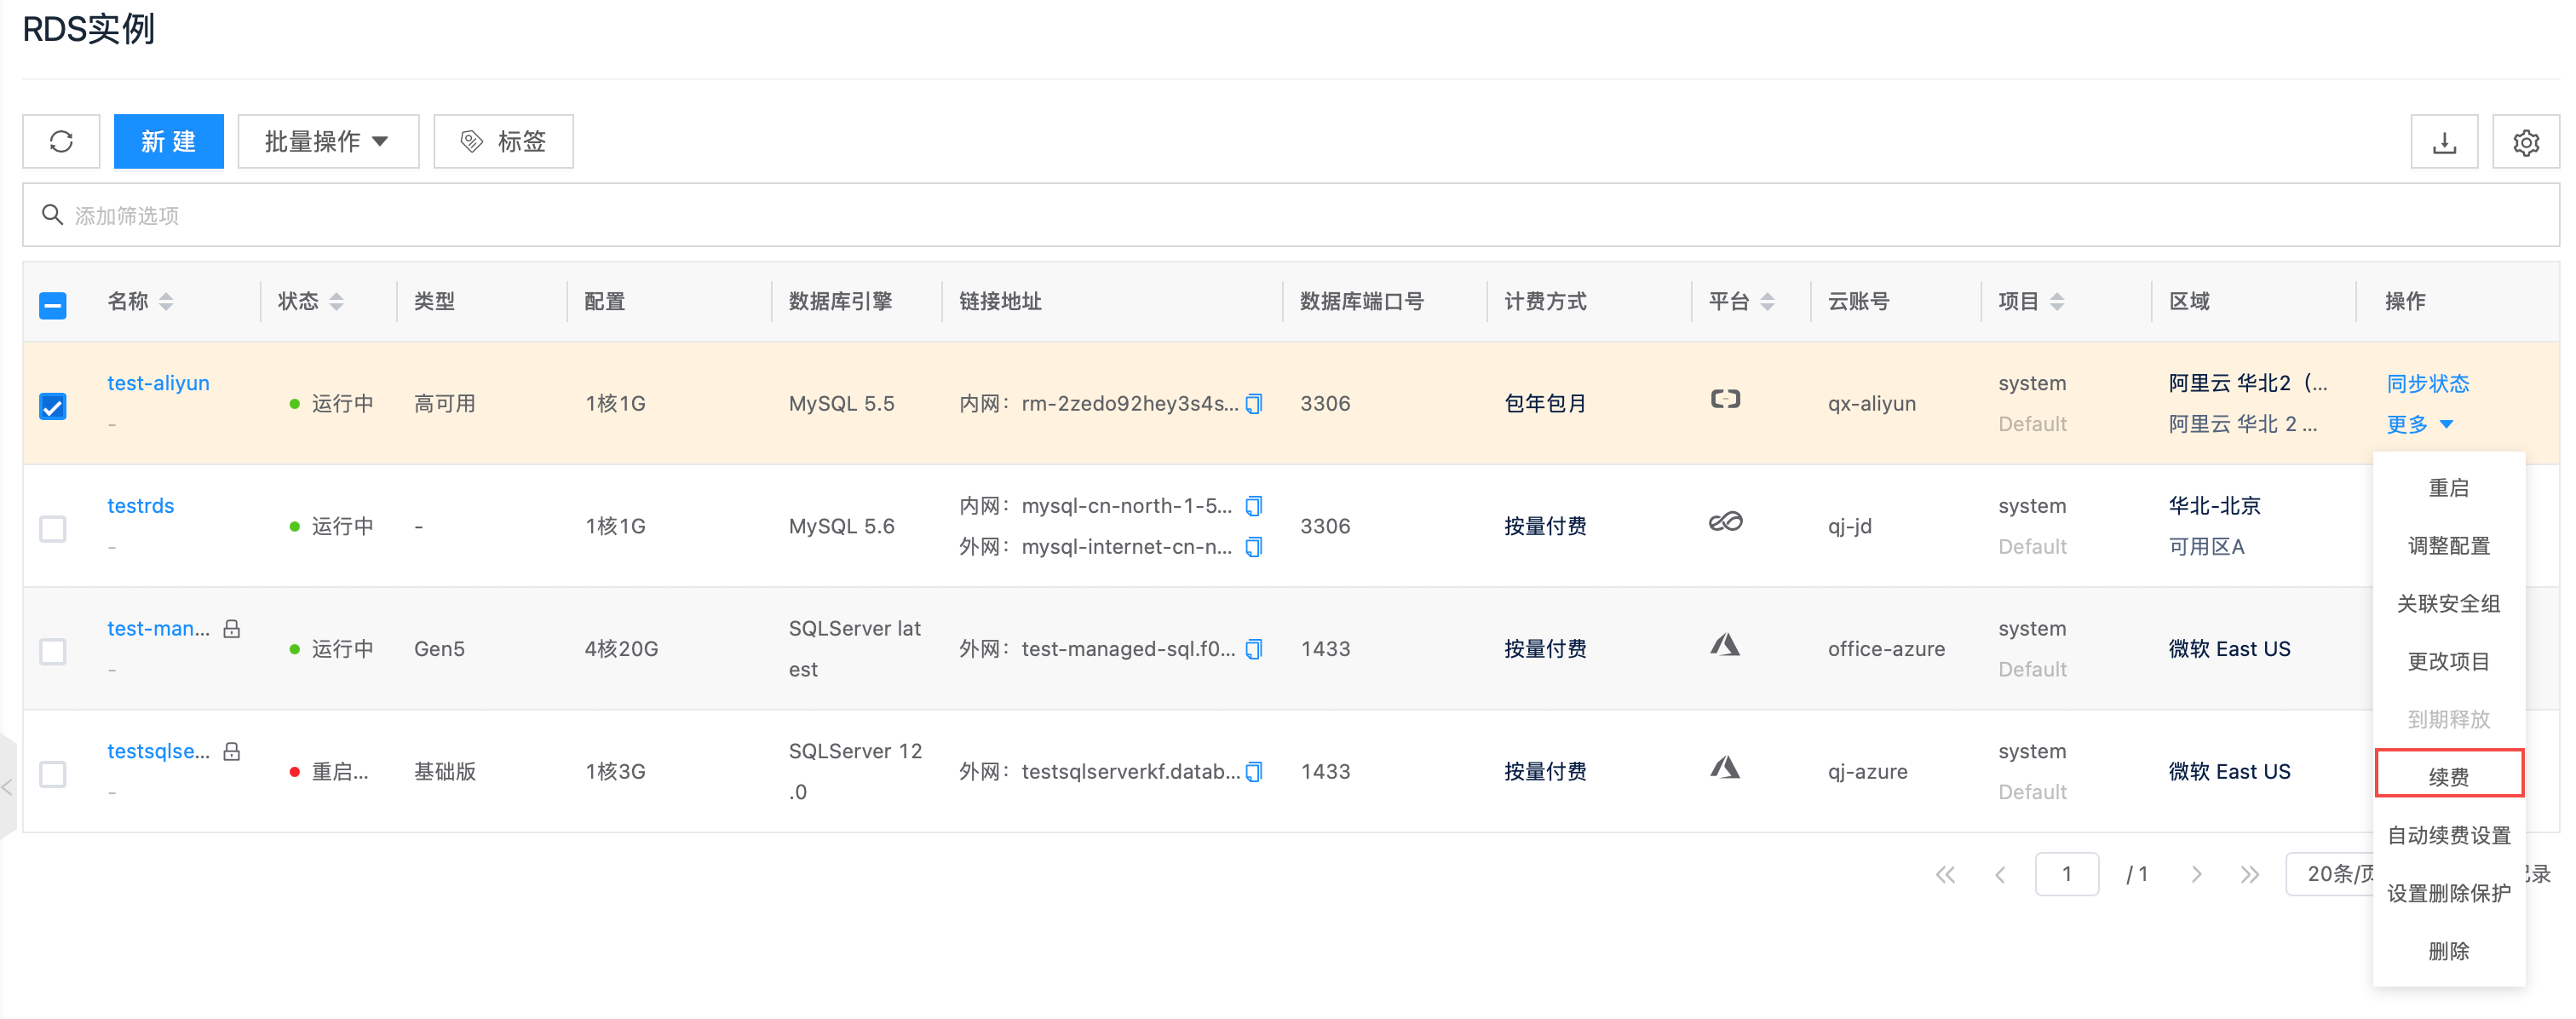 RDS实例
新 建
批量操作
标签
添加筛选项
名称 状态 类型 配置 数据库引擎 链接地址 数据库端口号 计费方式 平台 云账号 项目 区域 操作
test-aliyun
-
运行中
高可用
1核1G
MySQL 5.5
内网： rm-2zedo92hey3s4s...
3306
包年包月
qx-aliyun
system
Default
阿里云 华北2（...
阿里云 华北 2 ...
同步状态
更多
testrds
-
运行中
-
1核1G
MySQL 5.6
内网： mysql-cn-north-1-5...
外网： mysql-internet-cn-n...
3306
按量付费
qj-jd
system
Default
华北-北京
可用区A
test-man...
-
运行中
Gen5
4核20G
SQLServer lat
est
外网： test-managed-sql.f0...
1433
按量付费
office-azure
system
Default
微软 East US
testsqlse...
-
重启...
基础版
1核3G
SQLServer 12
.0
外网： testsqlserverkf.datab...
1433
按量付费
qj-azure
system
Default
微软 East US
重启
调整配置
关联安全组
更改项目
到期释放
续费
自动续费设置
设置删除保护
删除
1 / 1
20条/页
录